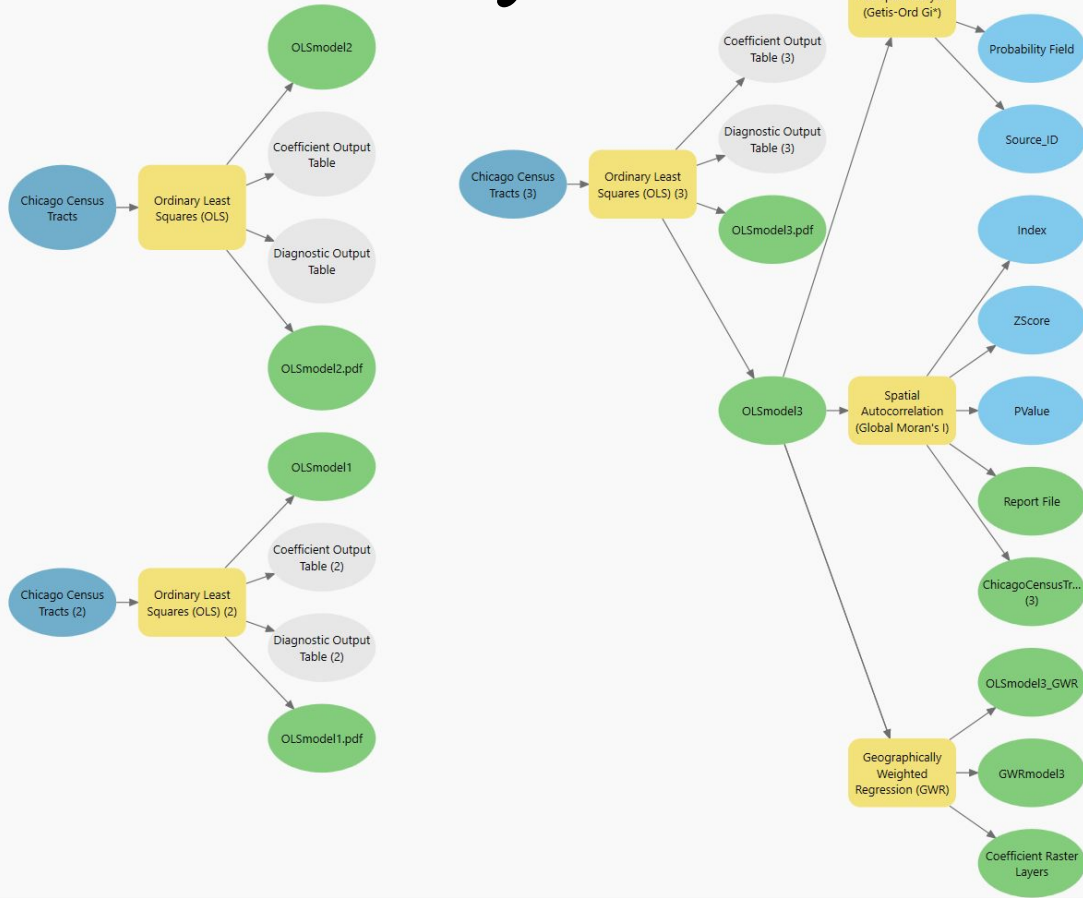 OLSmodel2
Coefficient Output
Table
Chicago Census
Tracts
Ordinary Least
Squares (OLS)
Diagnostic Output
Table
OLSmodel2.pdf
OLSmodel1
Coefficient Output
Table (2)
Chicago Census
Tracts (2)
Ordinary Least
Squares (OLS) (2)
Diagnostic Output
Table (2)
OLSmodel1.pdf
(Getis-Ord Gi*)
Coefficient Output
Table (3)
Probability Field
Diagnostic Output
Table (3)
Source_ID
Chicago Census
Tracts (3)
Ordinary Least
Squares (OLS) (3)
OLSmodel3.pdf
Index
ZScore
OLSmodel3
Spatial
Autocorrelation
(Global Moran's I)
PValue
Report File
ChicagoCensusTr...
(3)
OLSmodel3_GWR
Geographically
Weighted
Regression (GWR)
GWRmodel3
Coefficient Raster
Layers